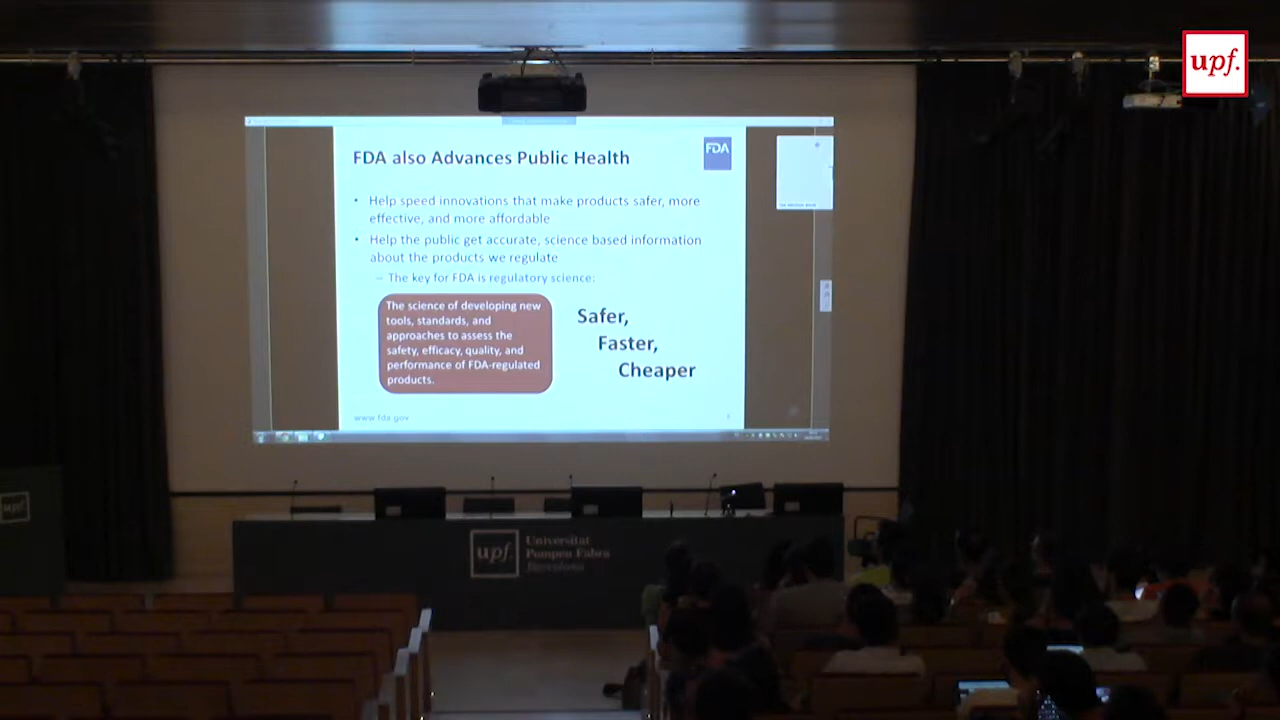 upf.
FDA also Advances Public Health
FDA
• Help speed innovations that make products safer, more
effective, and more affordable
• Help the public get accurate, science based information
about the products we regulate
– The key for FDA is regulatory science:
The science of developing new
tools, standards, and
approaches to assess the
safety, efficacy, quality, and
performance of FDA-regulated
products.
Safer,
Faster,
Cheaper
www.fda.gov
upf.
upf.
Universitat
Pompeu Fabra
Barcelona